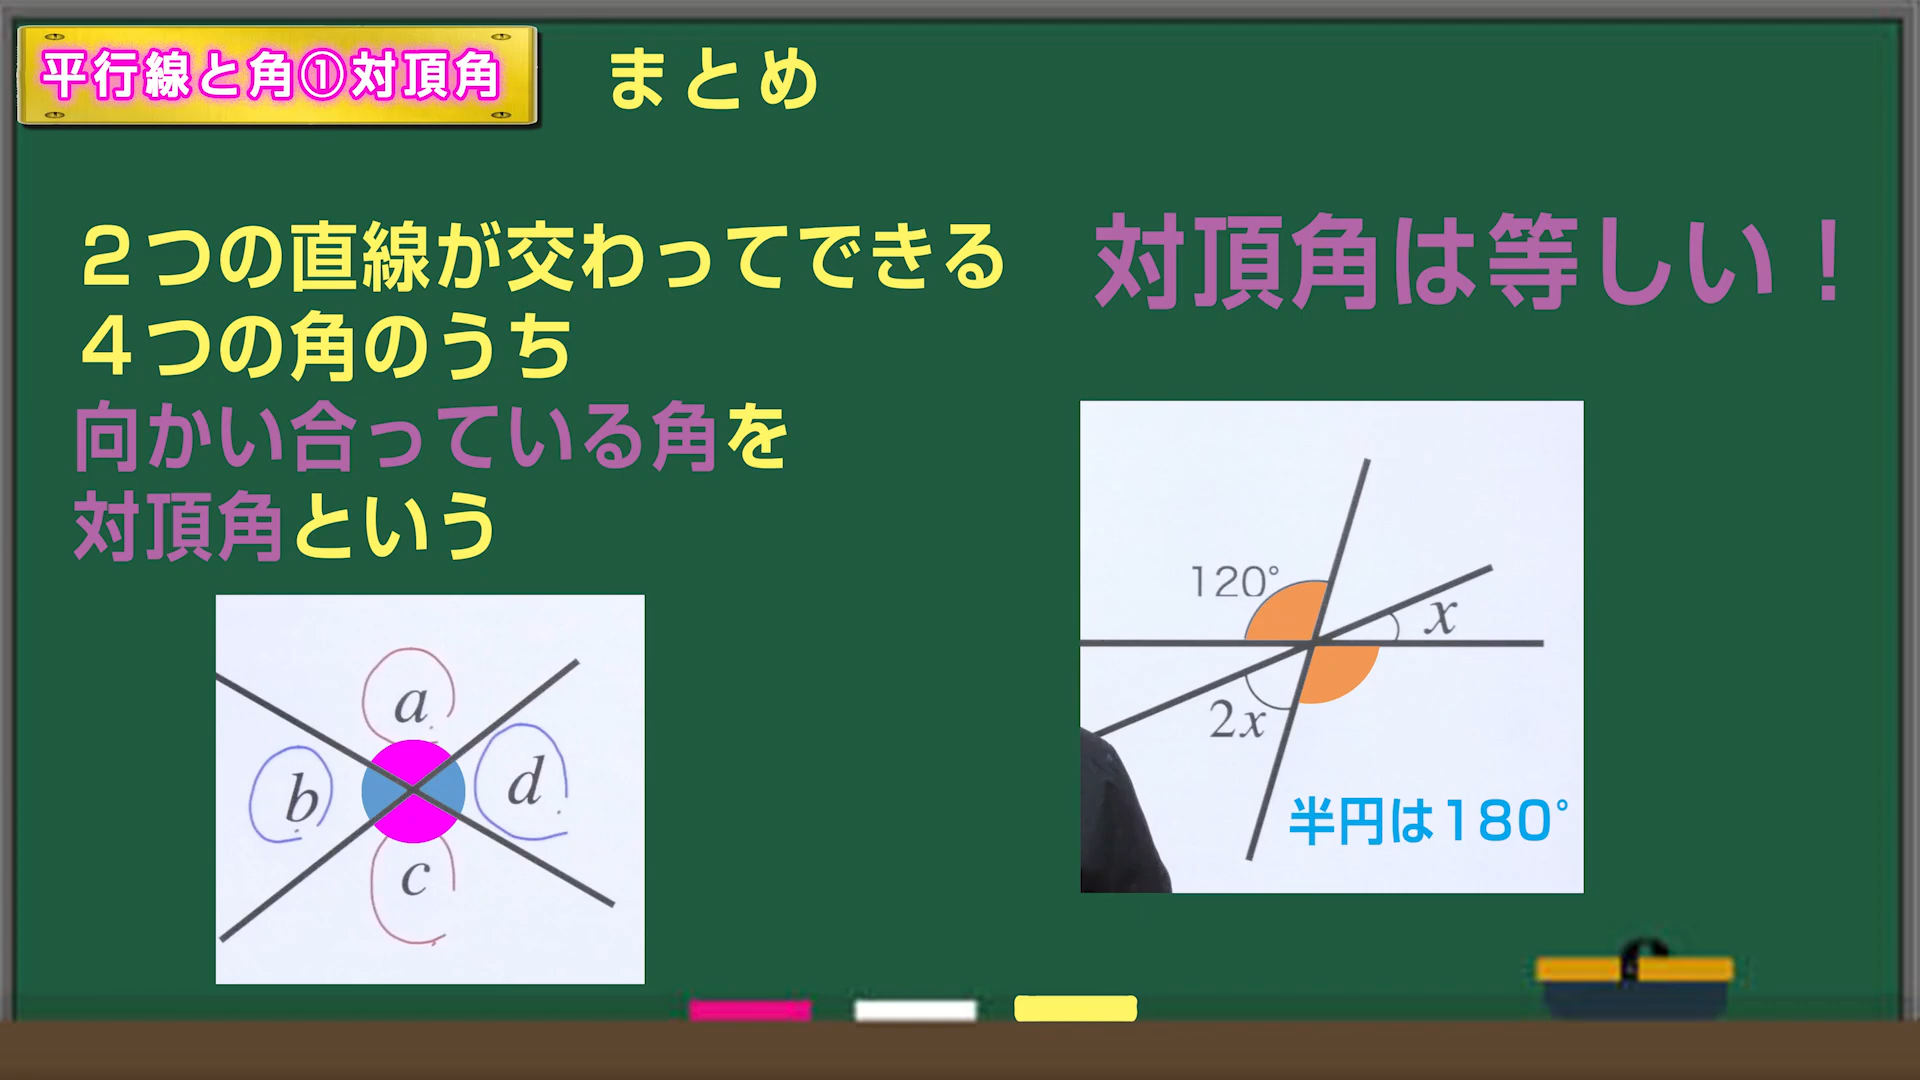 平行線と角①対頂角
まとめ
２つの直線が交わってできる
４つの角のうち
向かい合っている角を
対頂角という
対頂角は等しい！
a
b
d
c
120°
x
2x
半円は180°